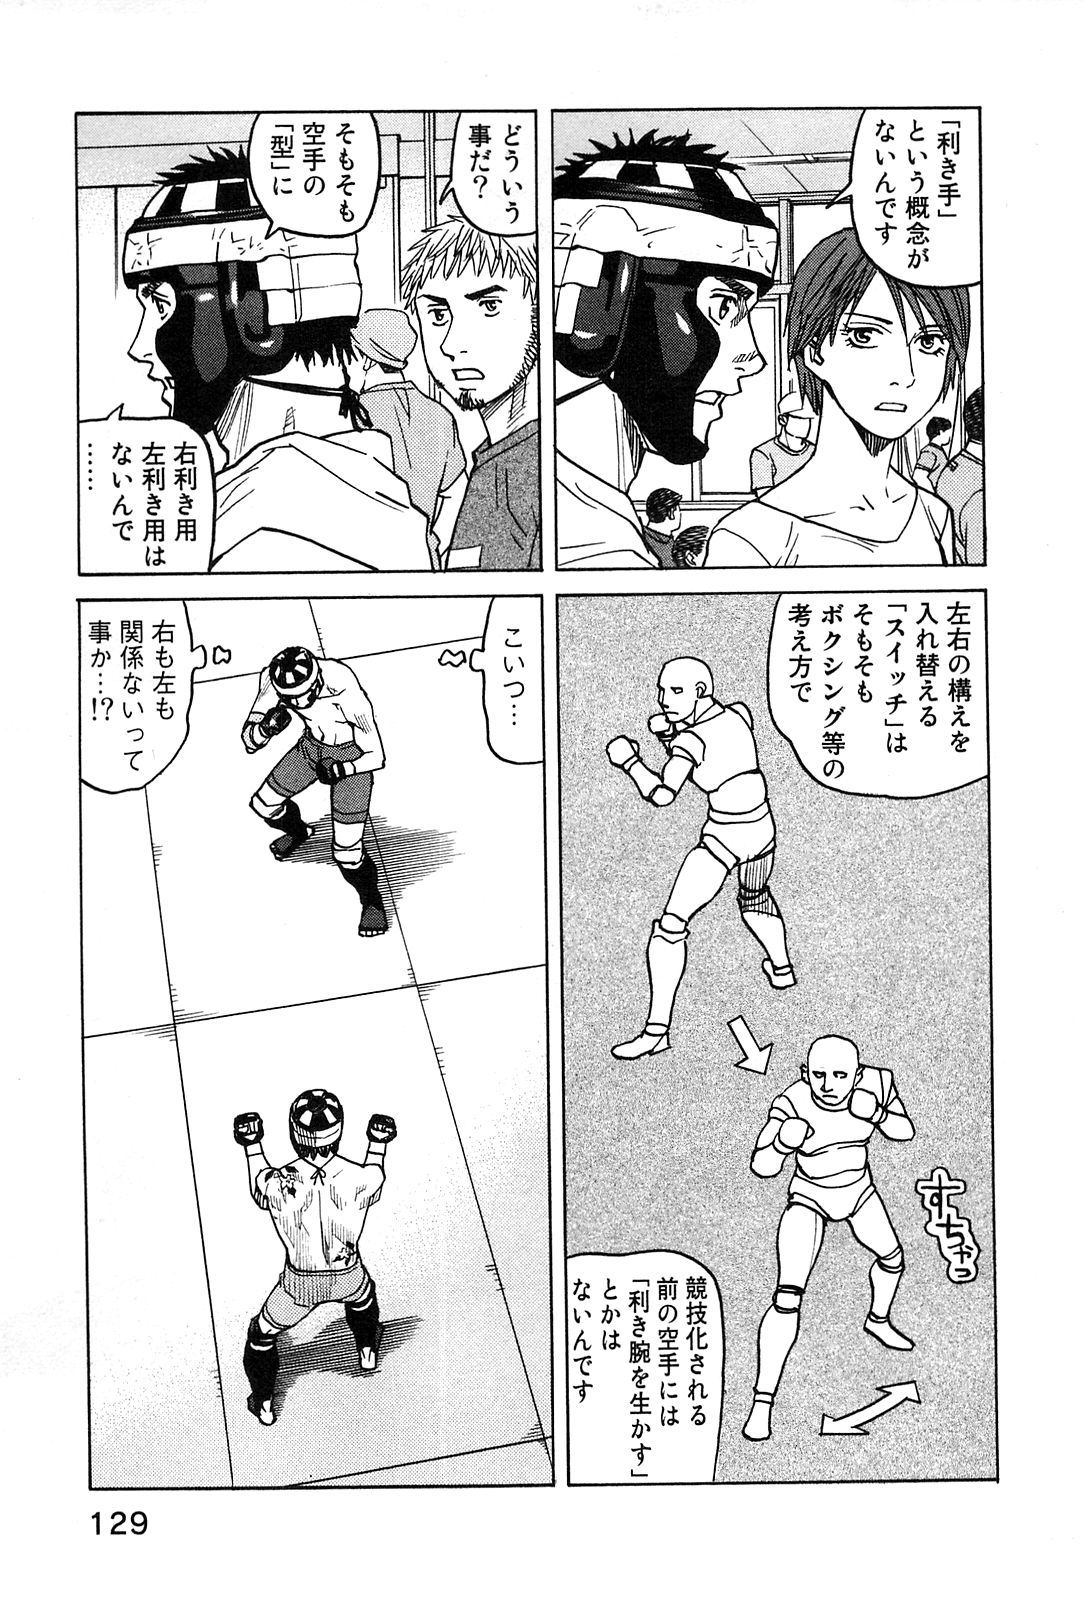 「利き手」
という概念が
ないんです
どういう
事だ？
そもそも
空手の
「型」に
右利き用
左利き用は
ないんで
……
左右の構えを
入れ替える
「スイッチ」は
そもそも
ボクシング等の
考え方で
すちゃっ
競技化される
前の空手には
「利き腕を生かす」
とかは
ないんです
こいつ…
右も左も
関係ないって
事か…!?
129